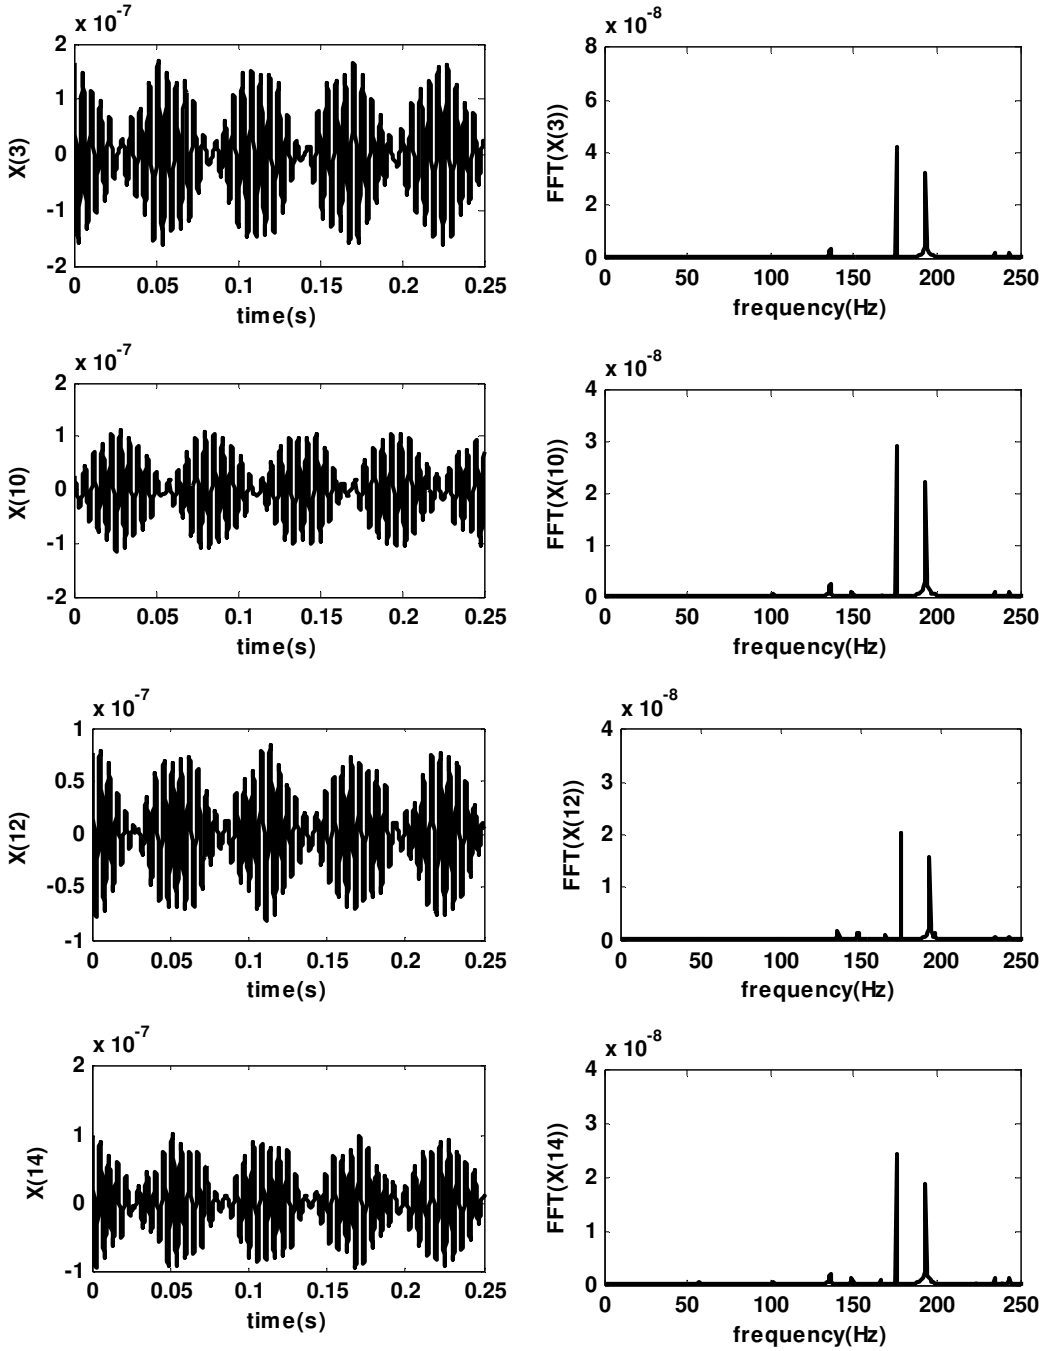 x 10^-7
2
1
0
-1
-2
X(3)
0 0.05 0.1 0.15 0.2 0.25
time(s)
x 10^-8
8
6
4
2
0
FFT(X(3))
0 50 100 150 200 250
frequency(Hz)
x 10^-7
2
1
0
-1
-2
X(10)
0 0.05 0.1 0.15 0.2 0.25
time(s)
x 10^-8
4
3
2
1
0
FFT(X(10))
0 50 100 150 200 250
frequency(Hz)
x 10^-7
1
0.5
0
-0.5
-1
X(12)
0 0.05 0.1 0.15 0.2 0.25
time(s)
x 10^-8
4
3
2
1
0
FFT(X(12))
0 50 100 150 200 250
frequency(Hz)
x 10^-7
2
1
0
-1
X(14)
0 0.05 0.1 0.15 0.2 0.25
time(s)
x 10^-8
4
3
2
1
0
FFT(X(14))
0 50 100 150 200 250
frequency(Hz)